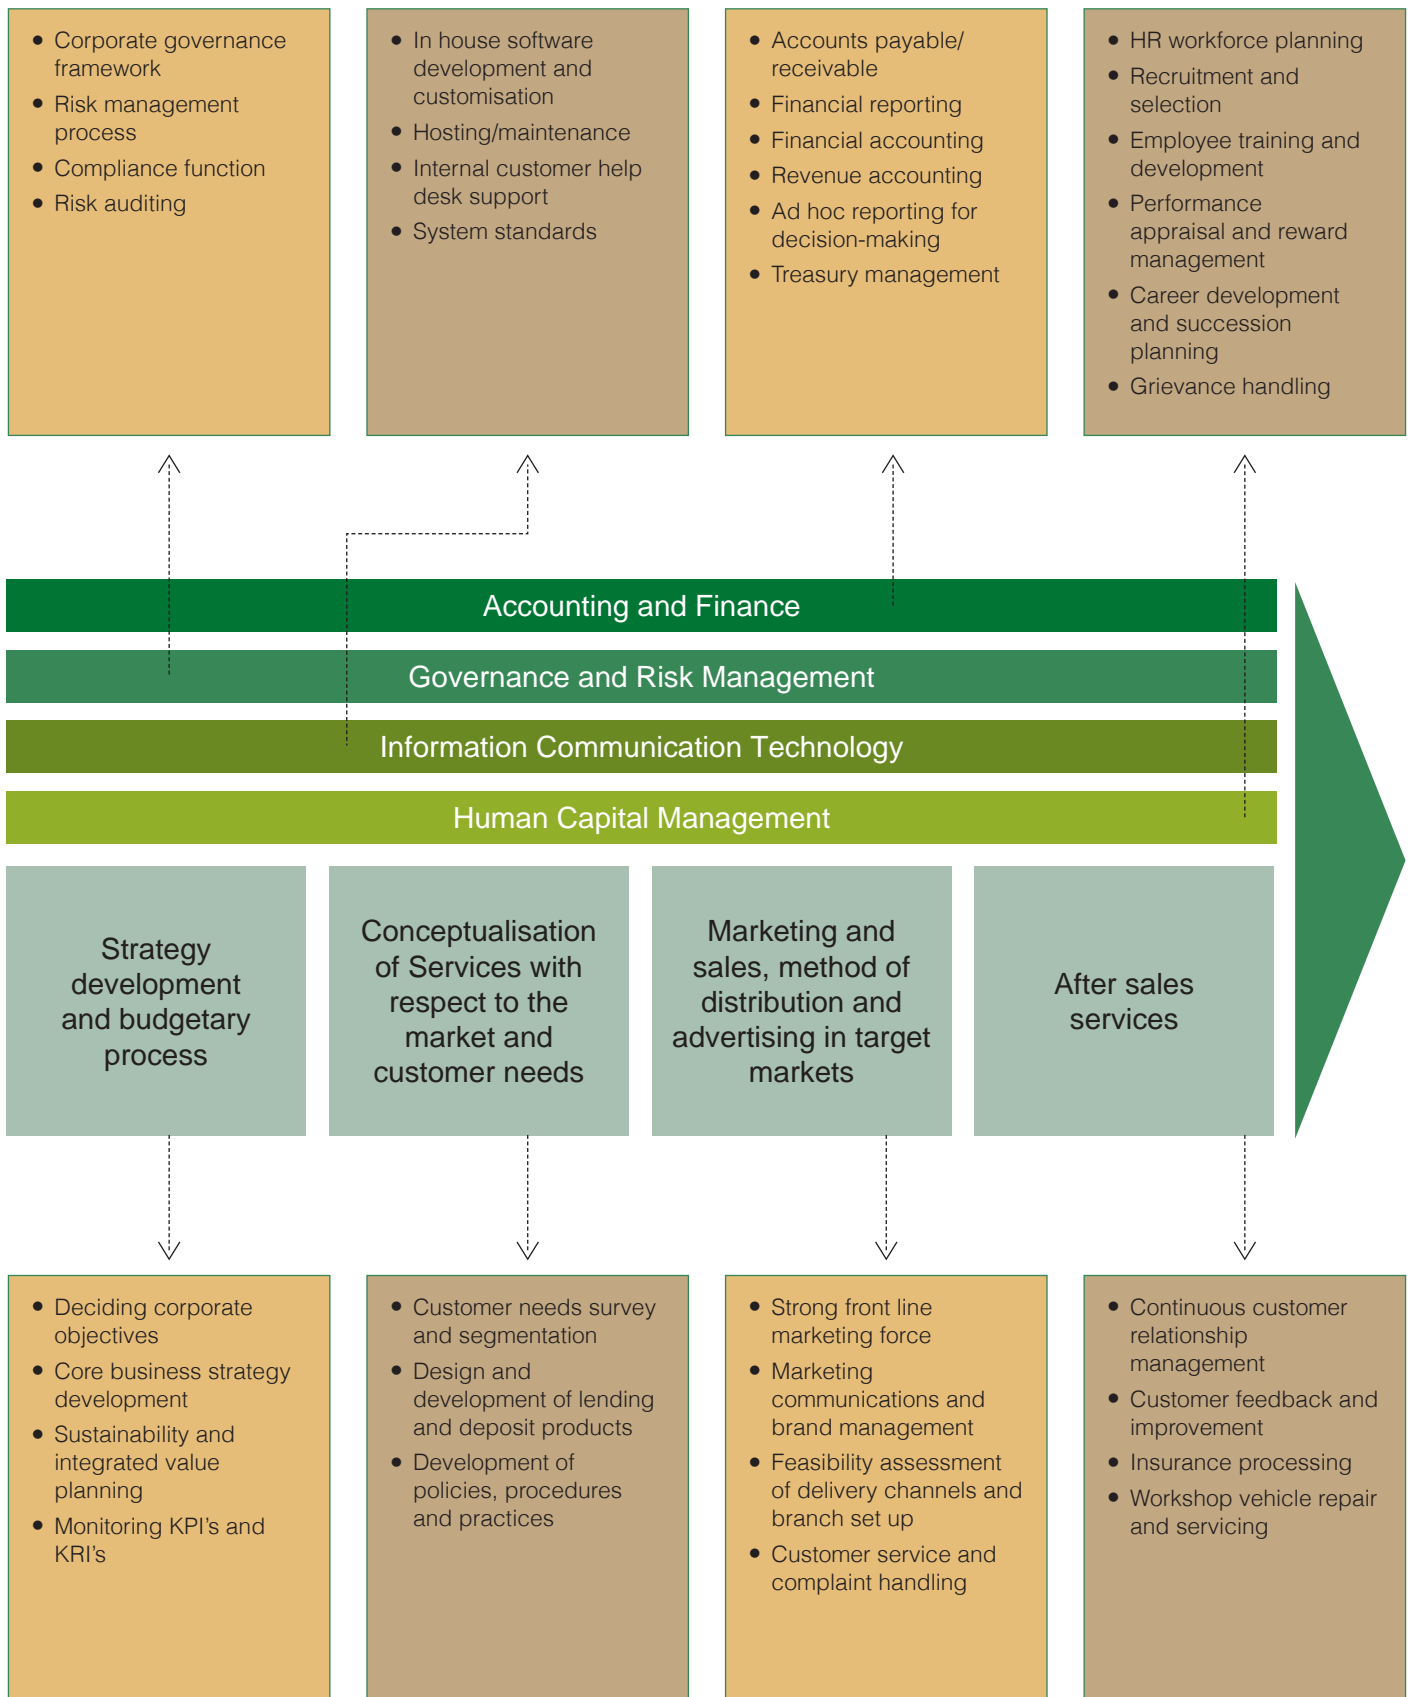 Corporate governance
framework
Risk management
process
Compliance function
Risk auditing
In house software
development and
customisation
Hosting/maintenance
Internal customer help
desk support
System standards
Accounts payable/
receivable
Financial reporting
Financial accounting
Revenue accounting
Ad hoc reporting for
decision-making
Treasury management
HR workforce planning
Recruitment and
selection
Employee training and
development
Performance
appraisal and reward
management
Career development
and succession
planning
Grievance handling
Accounting and Finance
Governance and Risk Management
Information Communication Technology
Human Capital Management
Strategy
development
and budgetary
process
Conceptualisation
of Services with
respect to the
market and
customer needs
Marketing and
sales, method of
distribution and
advertising in target
markets
After sales
services
Deciding corporate
objectives
Core business strategy
development
Sustainability and
integrated value
planning
Monitoring KPI's and
KRI's
Customer needs survey
and segmentation
Design and
development of lending
and deposit products
Development of
policies, procedures
and practices
Strong front line
marketing force
Marketing
communications and
brand management
Feasibility assessment
of delivery channels and
branch set up
Customer service and
complaint handling
Continuous customer
relationship
management
Customer feedback and
improvement
Insurance processing
Workshop vehicle repair
and servicing